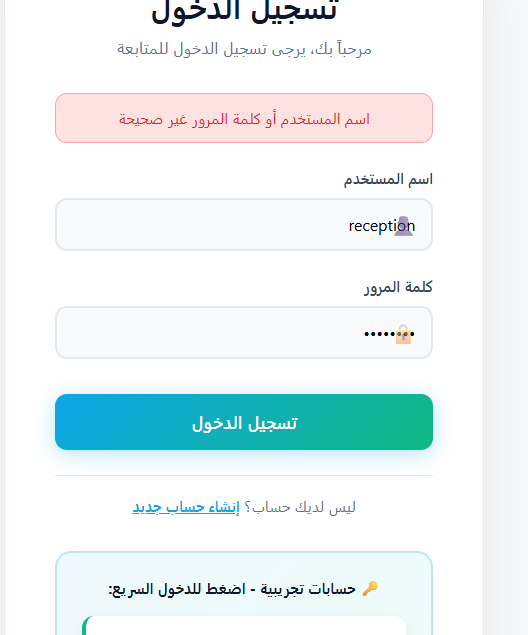 تسجيل الدخول
مرحباً بك، يرجى تسجيل الدخول للمتابعة
اسم المستخدم أو كلمة المرور غير صحيحة
اسم المستخدم
reception
كلمة المرور
••••••••
تسجيل الدخول
ليس لديك حساب؟ إنشاء حساب جديد
🔑 حسابات تجريبية - اضغط للدخول السريع: